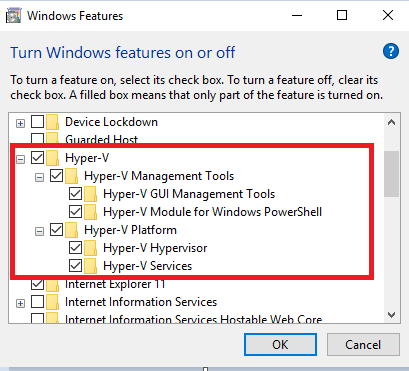 Windows Features
Turn Windows features on or off
To turn a feature on, select its check box. To turn a feature off, clear its
check box. A filled box means that only part of the feature is turned on.
Device Lockdown
Guarded Host
Hyper-V
Hyper-V Management Tools
Hyper-V GUI Management Tools
Hyper-V Module for Windows PowerShell
Hyper-V Platform
Hyper-V Hypervisor
Hyper-V Services
Internet Explorer 11
Internet Information Services
Internet Information Services Hostable Web Core
OK Cancel